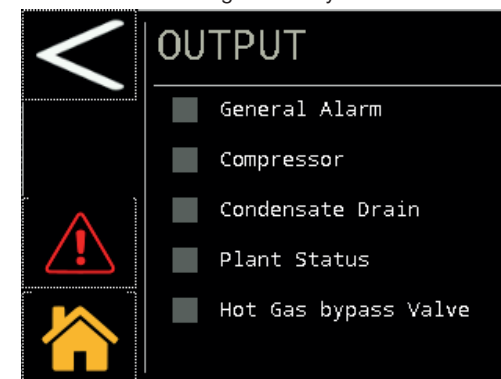 OUTPUT
General Alarm
Compressor
Condensate Drain
Plant Status
Hot Gas bypass Valve